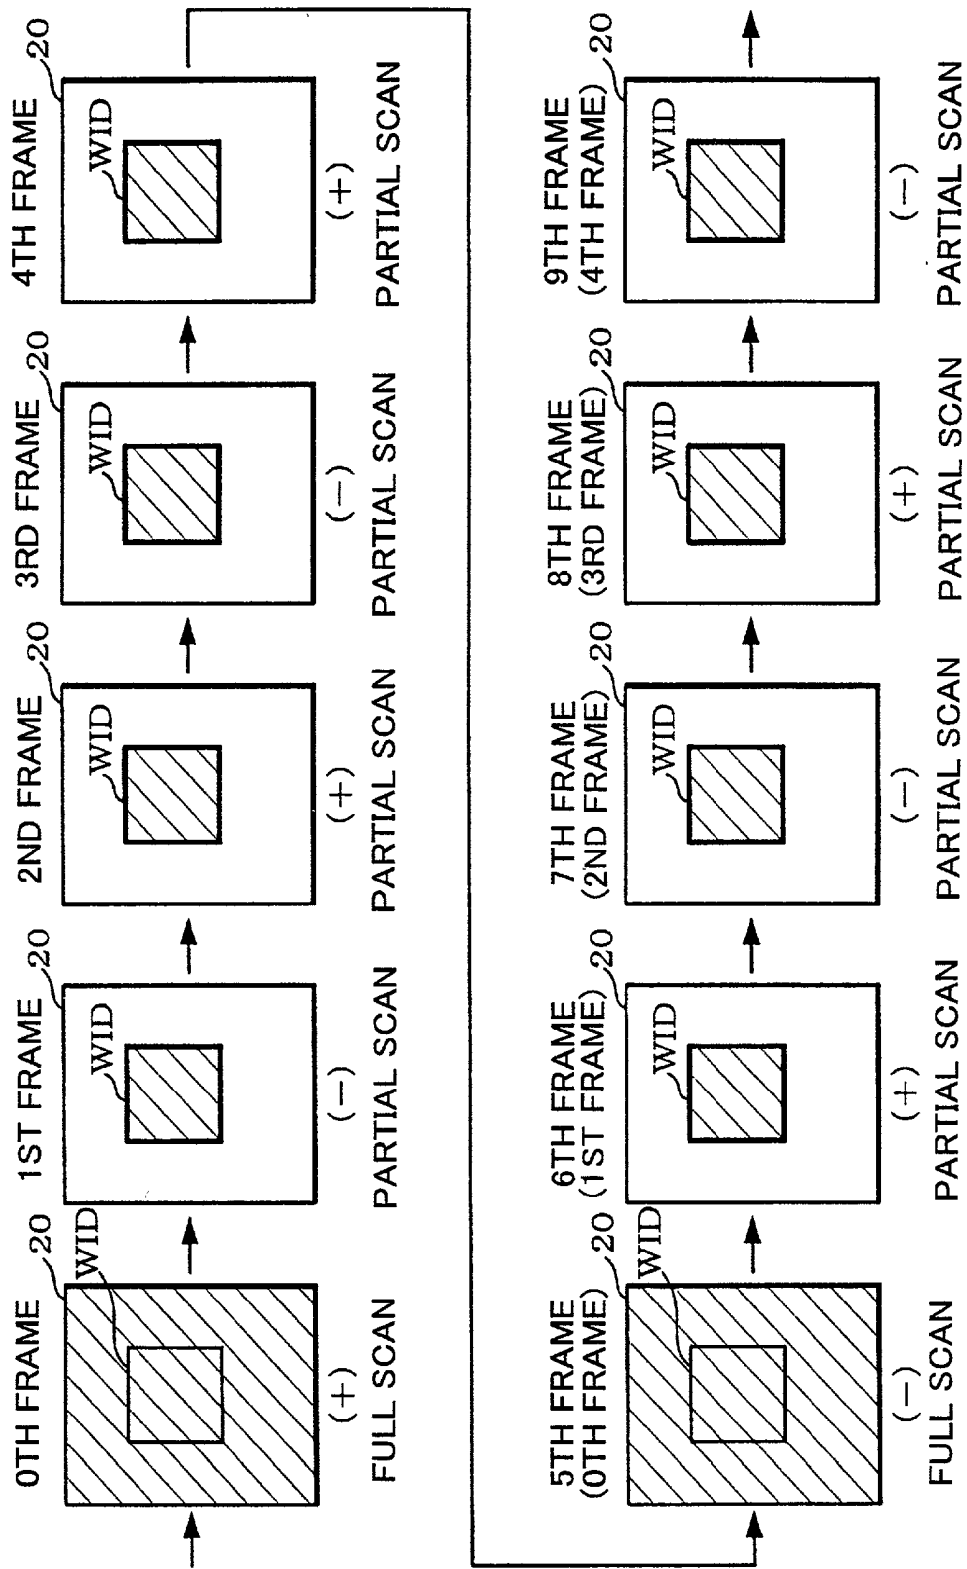 0TH FRAME
20
WID
(+)
FULL SCAN
1ST FRAME
20
WID
(−)
PARTIAL SCAN
2ND FRAME
20
WID
(+)
PARTIAL SCAN
3RD FRAME
20
WID
(−)
PARTIAL SCAN
4TH FRAME
20
WID
(+)
PARTIAL SCAN
5TH FRAME
(0TH FRAME)
20
WID
(−)
FULL SCAN
6TH FRAME
(1ST FRAME)
20
WID
(+)
PARTIAL SCAN
7TH FRAME
(2ND FRAME)
20
WID
(−)
PARTIAL SCAN
8TH FRAME
(3RD FRAME)
20
WID
(+)
PARTIAL SCAN
9TH FRAME
(4TH FRAME)
20
WID
(−)
PARTIAL SCAN